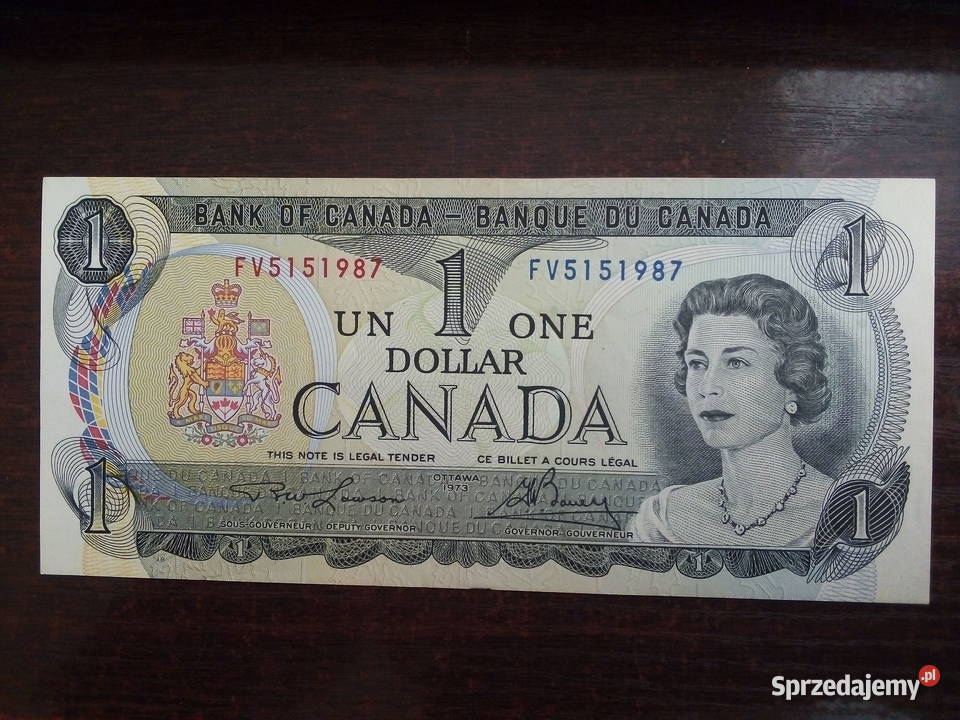 BANK OF CANADA – BANQUE DU CANADA
1
1
FV5151987
FV5151987
1
UN
ONE
DOLLAR
CANADA
THIS NOTE IS LEGAL TENDER
CE BILLET A COURS LÉGAL
OTTAWA
1973
1
SOUS-GOUVERNEUR DEPUTY GOVERNOR
GOVERNOR-GOUVERNEUR
1
1
1
Sprzedajemy.pl